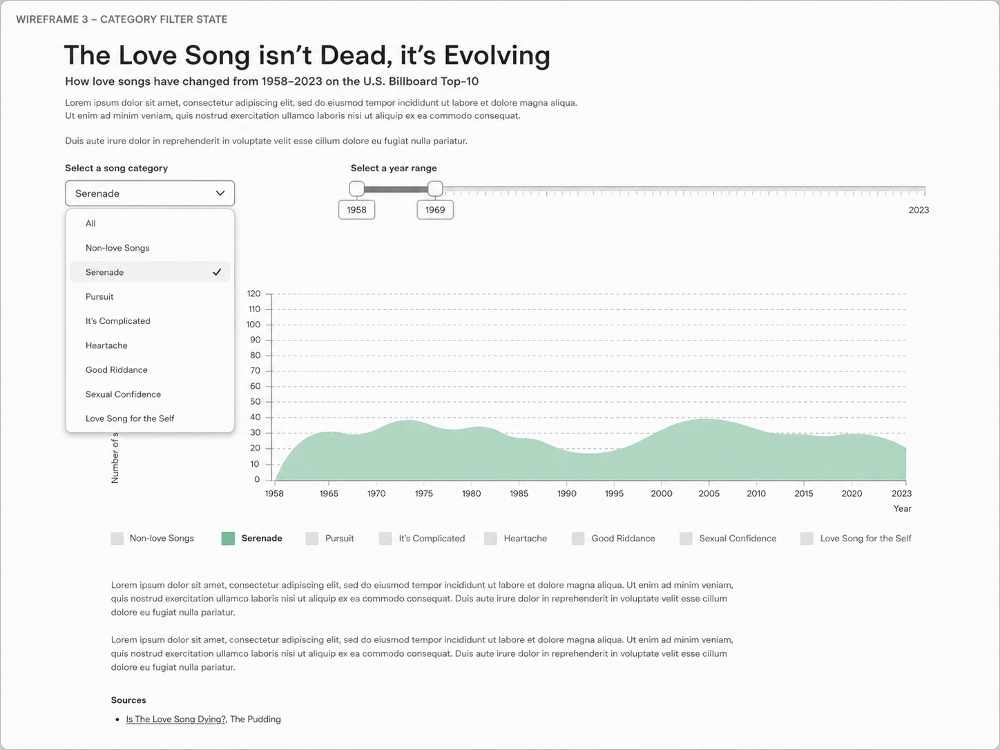 WIREFRAME 3 – CATEGORY FILTER STATE
The Love Song isn’t Dead, it’s Evolving
How love songs have changed from 1958–2023 on the U.S. Billboard Top-10
Lorem ipsum dolor sit amet, consectetur adipiscing elit, sed do eiusmod tempor incididunt ut labore et dolore magna aliqua.
Ut enim ad minim veniam, quis nostrud exercitation ullamco laboris nisi ut aliquip ex ea commodo consequat.
Duis aute irure dolor in reprehenderit in voluptate velit esse cillum dolore eu fugiat nulla pariatur.
Select a song category
Serenade
All
Non-love Songs
Serenade
Pursuit
It’s Complicated
Heartache
Good Riddance
Sexual Confidence
Love Song for the Self
Select a year range
1958
1969
2023
120
110
100
90
80
70
60
50
40
30
20
10
0
Number of s
1958 1965 1970 1975 1980 1985 1990 1995 2000 2005 2010 2015 2020 2023
Year
Non-love Songs Serenade Pursuit It’s Complicated Heartache Good Riddance Sexual Confidence Love Song for the Self
Lorem ipsum dolor sit amet, consectetur adipiscing elit, sed do eiusmod tempor incididunt ut labore et dolore magna aliqua. Ut enim ad minim veniam,
quis nostrud exercitation ullamco laboris nisi ut aliquip ex ea commodo consequat. Duis aute irure dolor in reprehenderit in voluptate velit esse cillum
dolore eu fugiat nulla pariatur.
Lorem ipsum dolor sit amet, consectetur adipiscing elit, sed do eiusmod tempor incididunt ut labore et dolore magna aliqua. Ut enim ad minim veniam,
quis nostrud exercitation ullamco laboris nisi ut aliquip ex ea commodo consequat. Duis aute irure dolor in reprehenderit in voluptate velit esse cillum
dolore eu fugiat nulla pariatur.
Sources
• Is The Love Song Dying?, The Pudding